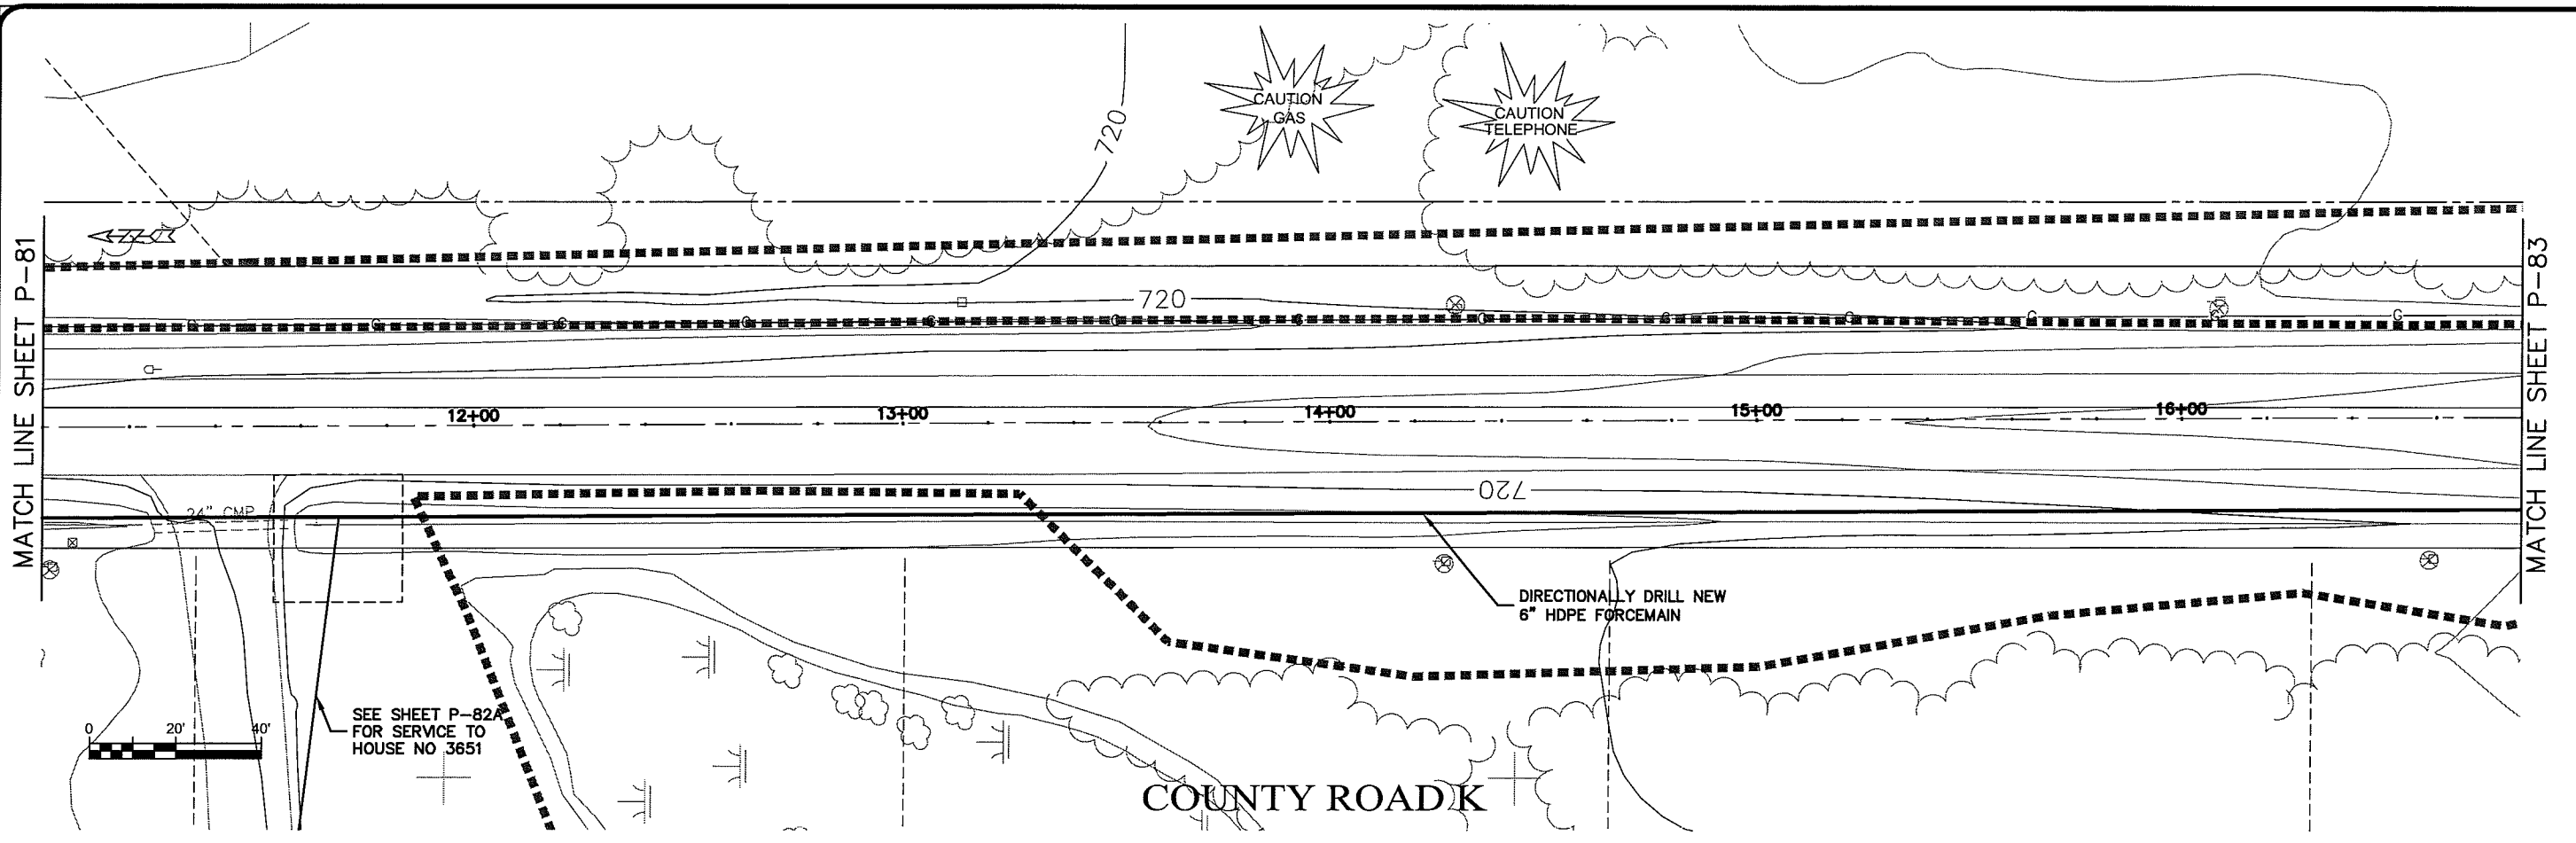 CAUTION
GAS
CAUTION
TELEPHONE
720
MATCH LINE SHEET P-81
N
720
MATCH LINE SHEET P-83
G G G G G G G G G G G G G
12+00 13+00 14+00 15+00 16+00
720
24" CMP
DIRECTIONALLY DRILL NEW
6" HDPE FORCEMAIN
SEE SHEET P-82A
FOR SERVICE TO
HOUSE NO 3651
0 20' 40'
COUNTY ROAD K